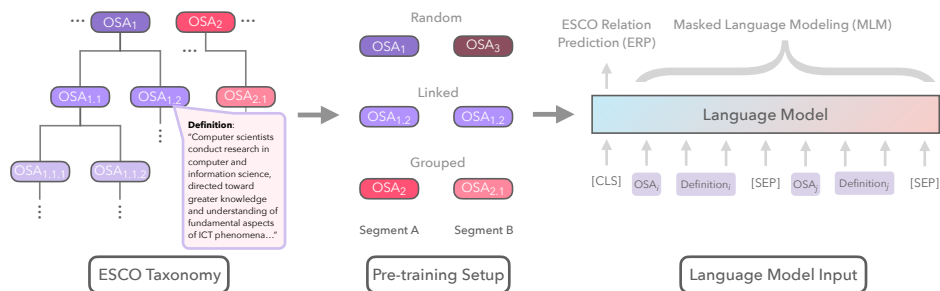 ... OSA1 OSA2 ...
... ...
OSA1.1 OSA1.2 OSA2.1
OSA1.1.1 OSA1.1.2
Definition:
“Computer scientists
conduct research in
computer and
information science,
directed toward
greater knowledge
and understanding of
fundamental aspects
of ICT phenomena...”
ESCO Taxonomy
Random
OSA1 OSA3
Linked
OSA1.2 OSA1.2
Grouped
OSA2 OSA2.1
Segment A Segment B
Pre-training Setup
ESCO Relation
Prediction (ERP)
Masked Language Modeling (MLM)
Language Model
[CLS] OSAi Definitioni [SEP] OSAj Definitionj [SEP]
Language Model Input